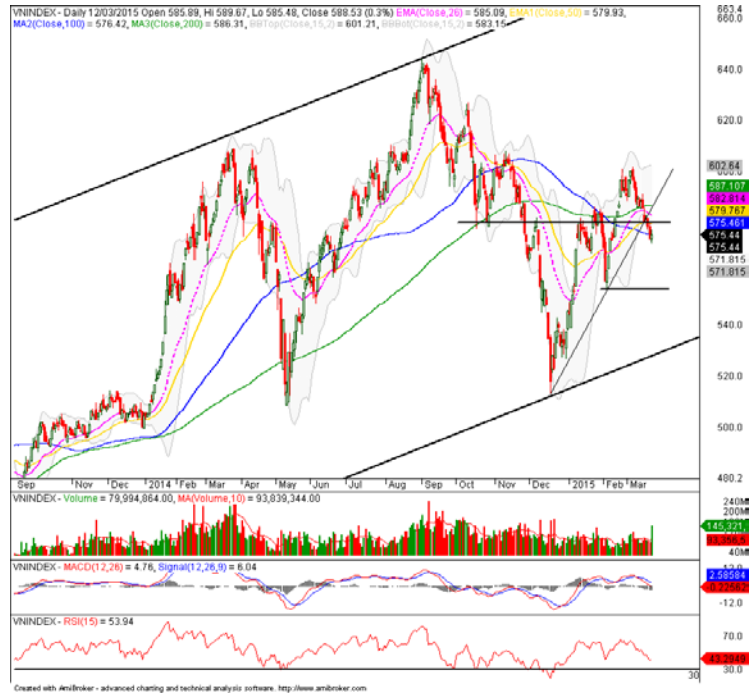 VNINDEX - Daily 12/03/2015 Open 585.89, Hi 589.67, Lo 585.48, Close 588.53 (0.3%) EMA(Close,26) = 585.09, EMA1(Close,50) = 579.93,
MA2(Close,100) = 576.42, MA3(Close,200) = 586.31, BBTop(Close,15,2) = 601.21, BBBot(Close,15,2) = 583.15
663.4
660.0
640.0
620.0
602.64
600.0
587.107
582.814
579.767
575.461
575.44
575.44
571.815
571.815
540.0
520.0
500.0
480.2
Sep Nov Dec 2014 Feb Mar Apr May Jun Jul Aug Sep Oct Nov Dec 2015 Feb Mar
VNINDEX - Volume = 79,994,864.00, MA(Volume,10) = 93,839,344.00
240M
200M
145,321,
40M
VNINDEX - MACD(12,26) = 4.76, Signal(12,26,9) = 6.04
2.58584
-0.22562
-12.0
VNINDEX - RSI(15) = 53.94
70.0
43.2949
30.0
30
Created with AmiBroker - advanced charting and technical analysis software. http://www.amibroker.com